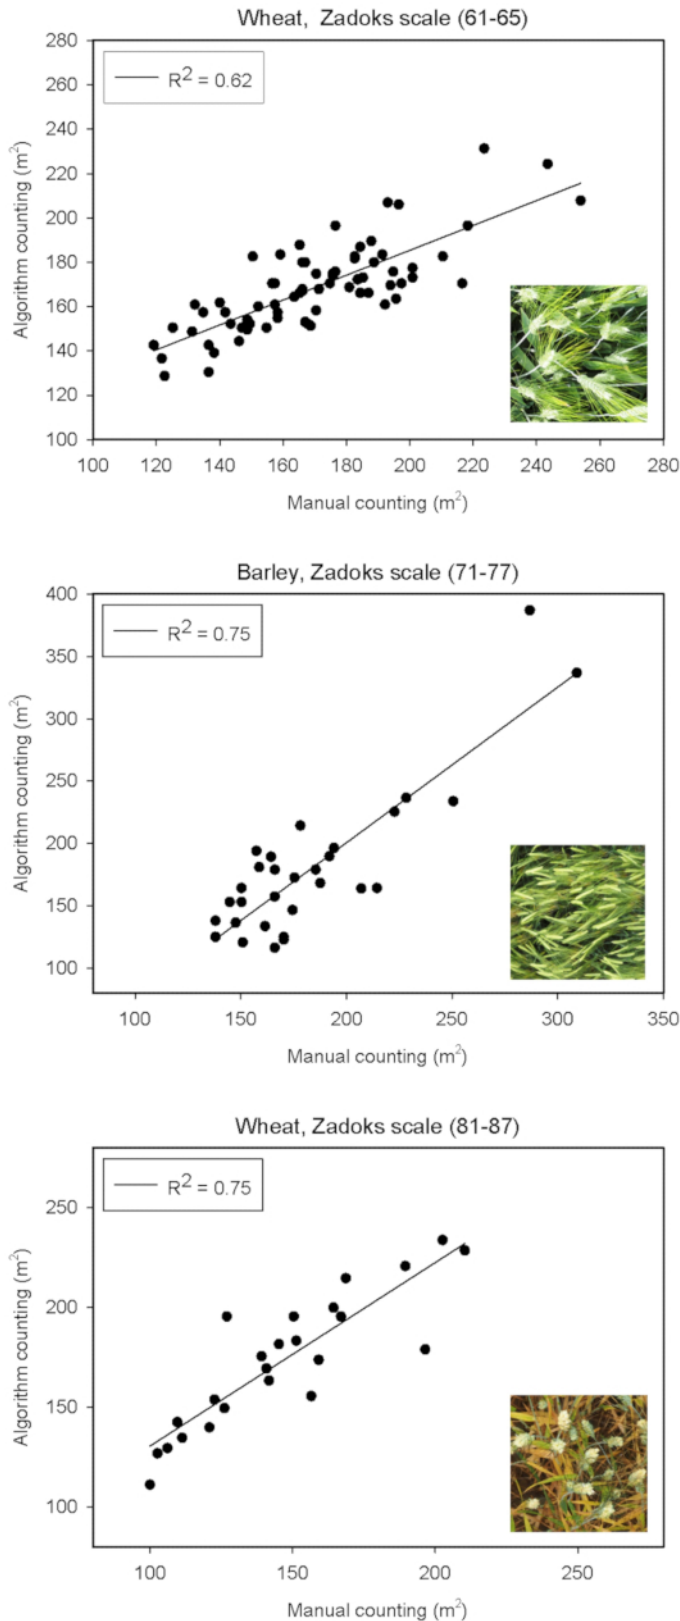 Wheat, Zadoks scale (61-65)
280
260
240
220
200
180
160
140
120
100
R² = 0.62
Algorithm counting (m²)
100 120 140 160 180 200 220 240 260 280
Manual counting (m²)
Barley, Zadoks scale (71-77)
400
350
300
250
200
150
100
R² = 0.75
Algorithm counting (m²)
100 150 200 250 300 350
Manual counting (m²)
Wheat, Zadoks scale (81-87)
250
200
150
100
R² = 0.75
Algorithm counting (m²)
100 150 200 250
Manual counting (m²)